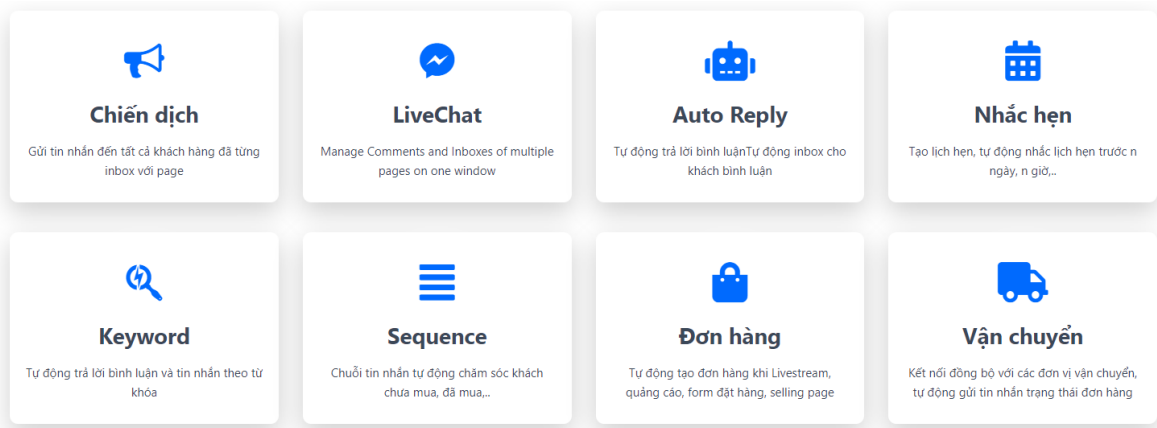 Chiến dịch
Gửi tin nhắn đến tất cả khách hàng đã từng
inbox với page
LiveChat
Manage Comments and Inboxes of multiple
pages on one window
Auto Reply
Tự động trả lời bình luậnTự động inbox cho
khách bình luận
Nhắc hẹn
Tạo lịch hẹn, tự động nhắc lịch hẹn trước n
ngày, n giờ,..
Keyword
Tự động trả lời bình luận và tin nhắn theo từ
khóa
Sequence
Chuỗi tin nhắn tự động chăm sóc khách
chưa mua, đã mua,..
Đơn hàng
Tự động tạo đơn hàng khi Livestream,
quảng cáo, form đặt hàng, selling page
Vận chuyển
Kết nối đồng bộ với các đơn vị vận chuyển,
tự động gửi tin nhắn trạng thái đơn hàng